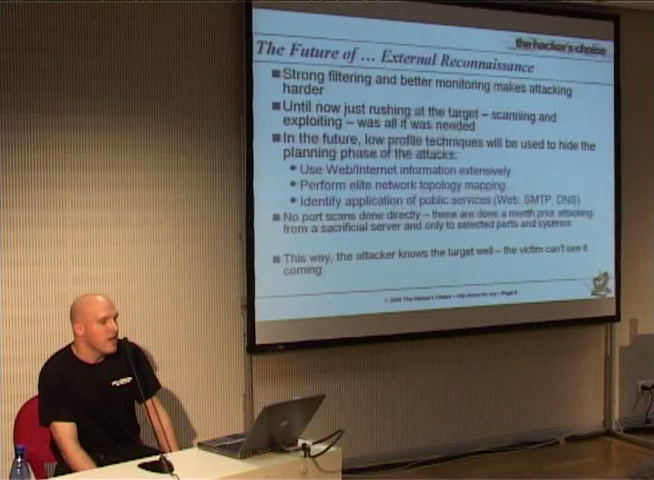 the hacker's choice
The Future of ... External Reconnaissance
Strong filtering and better monitoring makes attacking
harder
Until now just rushing at the target – scanning and
exploiting – was all it was needed
In the future, low profile techniques will be used to hide the
planning phase of the attacks:
Use Web/Internet information extensively
Perform elite network topology mapping
Identify application of public services (Web, SMTP, DNS)
No port scans done directly – these are done a month prior attacking
from a sacrificial server and only to selected ports and systems
This way, the attacker knows the target well – the victim can't see it
coming
The Hacker's Choice – Page